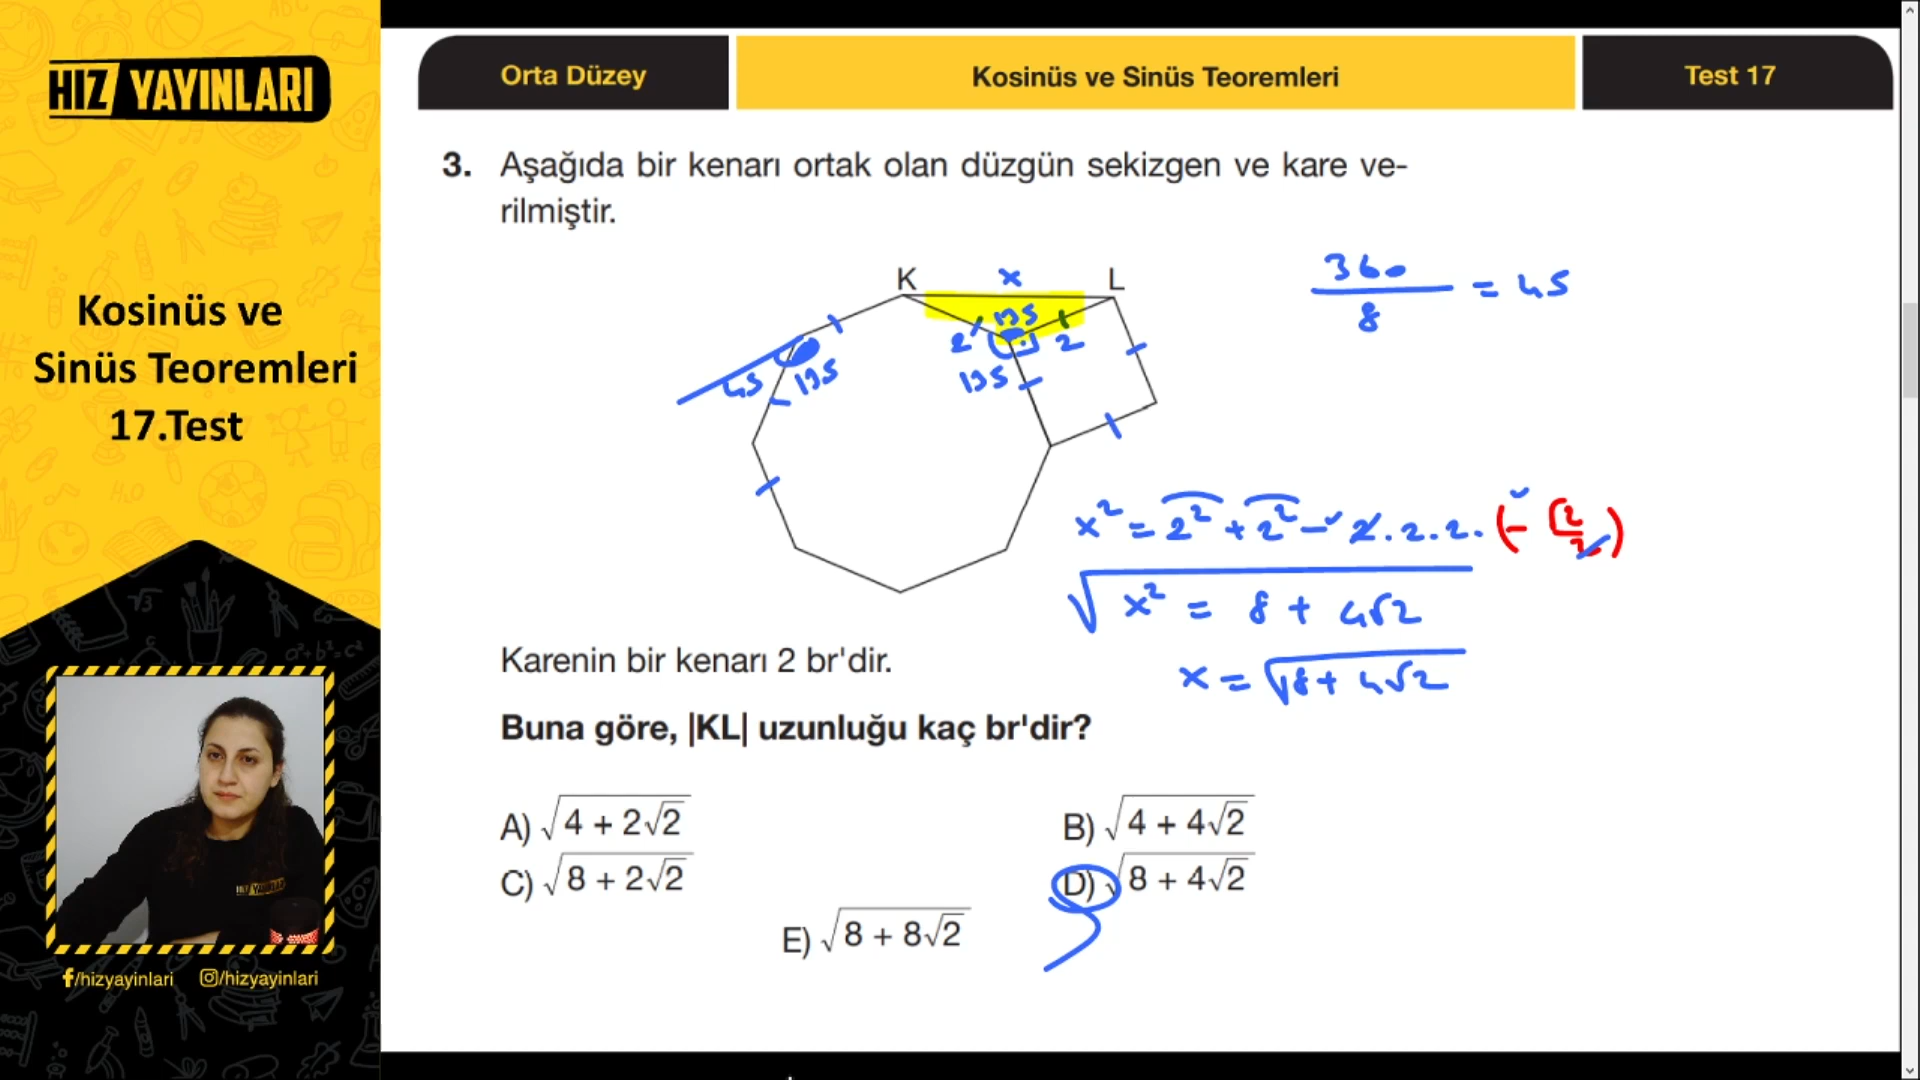 HIZ YAYINLARI
Kosinüs ve
Sinüs Teoremleri
17.Test
/hizyayinlari /hizyayinlari
Orta Düzey
Kosinüs ve Sinüs Teoremleri
Test 17
3. Aşağıda bir kenarı ortak olan düzgün sekizgen ve kare ve-
rilmiştir.
K x L
135
2 2
135
45 135
360/8 = 45
x² = 2² + 2² - 2.2.2.(-√2/2)
√x² = 8 + 4√2
x = √8+4√2
Karenin bir kenarı 2 br'dir.
Buna göre, |KL| uzunluğu kaç br'dir?
A) √4 + 2√2
B) √4 + 4√2
C) √8 + 2√2
D) √8 + 4√2
E) √8 + 8√2